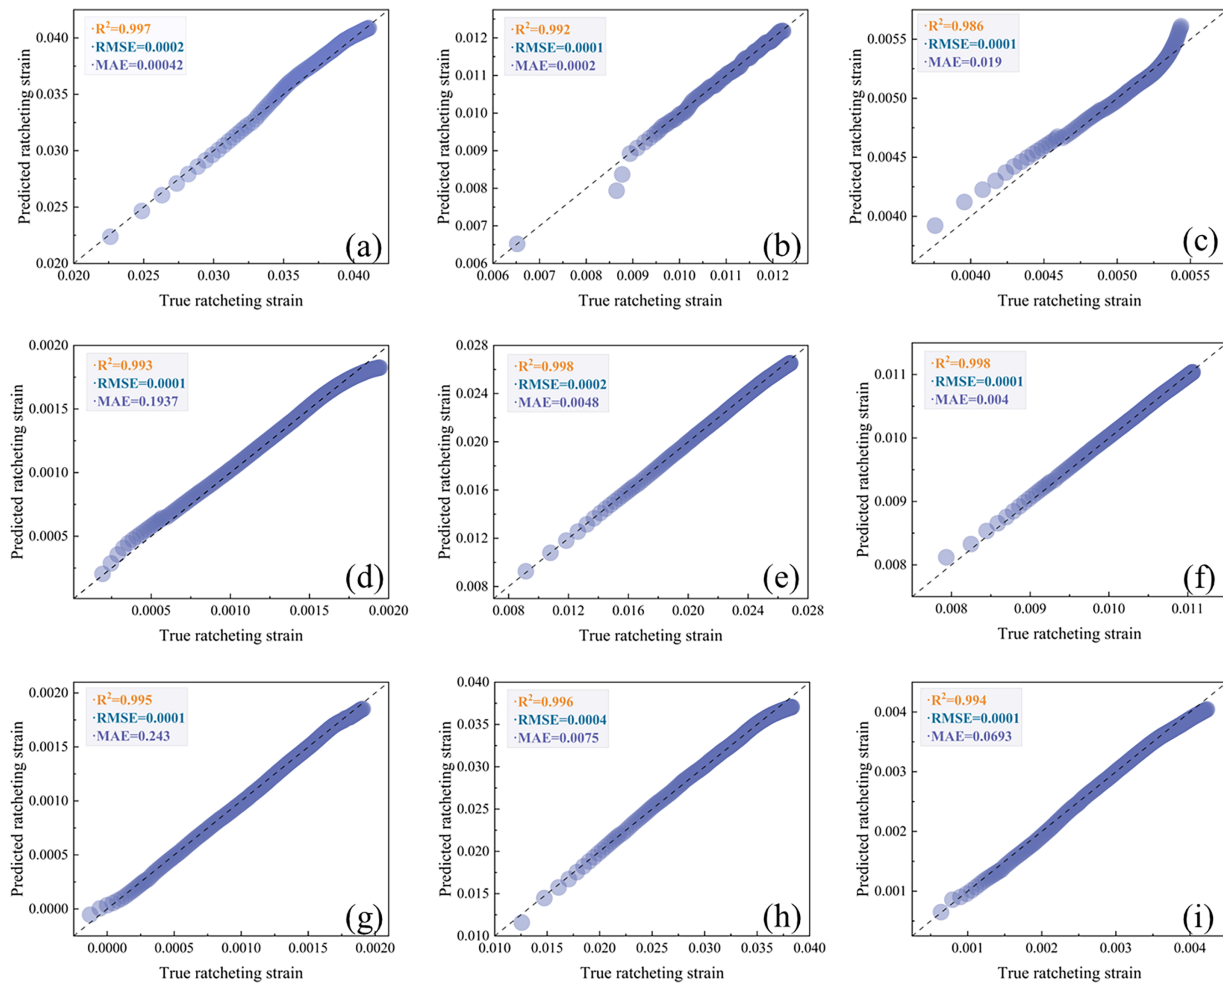 ·R²=0.997
·RMSE=0.0002
·MAE=0.00042
0.040
0.035
0.030
0.025
0.020
Predicted ratcheting strain
(a)
0.020 0.025 0.030 0.035 0.040
True ratcheting strain
·R²=0.992
·RMSE=0.0001
·MAE=0.0002
0.012
0.011
0.010
0.009
0.008
0.007
0.006
Predicted ratcheting strain
(b)
0.006 0.007 0.009 0.010 0.011 0.012
True ratcheting strain
·R²=0.986
·RMSE=0.0001
·MAE=0.019
0.0055
0.0050
0.0045
0.0040
Predicted ratcheting strain
(c)
0.0040 0.0045 0.0050 0.0055
True ratcheting strain
·R²=0.993
·RMSE=0.0001
·MAE=0.1937
0.0020
0.0015
0.0010
0.0005
Predicted ratcheting strain
(d)
0.0005 0.0010 0.0015 0.0020
True ratcheting strain
·R²=0.998
·RMSE=0.0002
·MAE=0.0048
0.028
0.024
0.020
0.016
0.012
0.008
Predicted ratcheting strain
(e)
0.008 0.012 0.016 0.020 0.024 0.028
True ratcheting strain
·R²=0.998
·RMSE=0.0001
·MAE=0.004
0.011
0.010
0.009
0.008
Predicted ratcheting strain
(f)
0.008 0.009 0.010 0.011
True ratcheting strain
·R²=0.995
·RMSE=0.0001
·MAE=0.243
0.0020
0.0015
0.0010
0.0005
0.0000
Predicted ratcheting strain
(g)
0.0000 0.0005 0.0010 0.0015 0.0020
True ratcheting strain
·R²=0.996
·RMSE=0.0004
·MAE=0.0075
0.040
0.035
0.030
0.025
0.020
0.015
0.010
Predicted ratcheting strain
(h)
0.010 0.015 0.020 0.025 0.030 0.035 0.040
True ratcheting strain
·R²=0.994
·RMSE=0.0001
·MAE=0.0693
0.004
0.003
0.002
0.001
Predicted ratcheting strain
(i)
0.001 0.002 0.003 0.004
True ratcheting strain